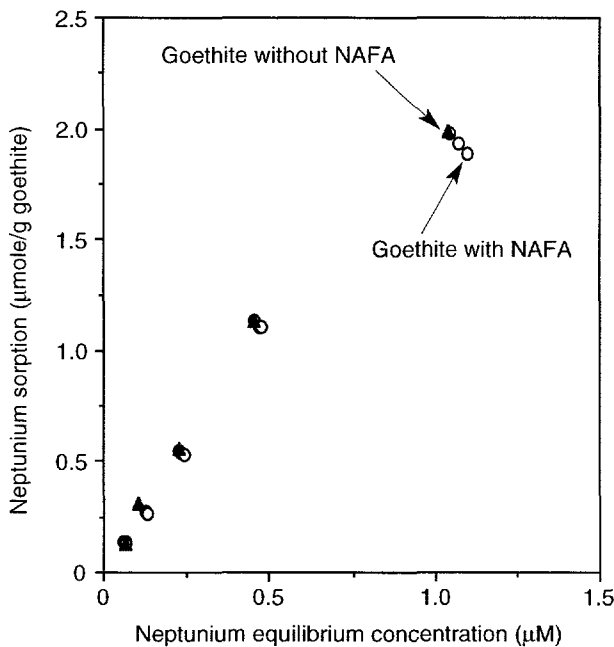 2.5
Goethite without NAFA
2.0
Goethite with NAFA
1.5
1.0
0.5
0
0
0.5
1.0
1.5
Neptunium sorption (μmole/g goethite)
Neptunium equilibrium concentration (μM)